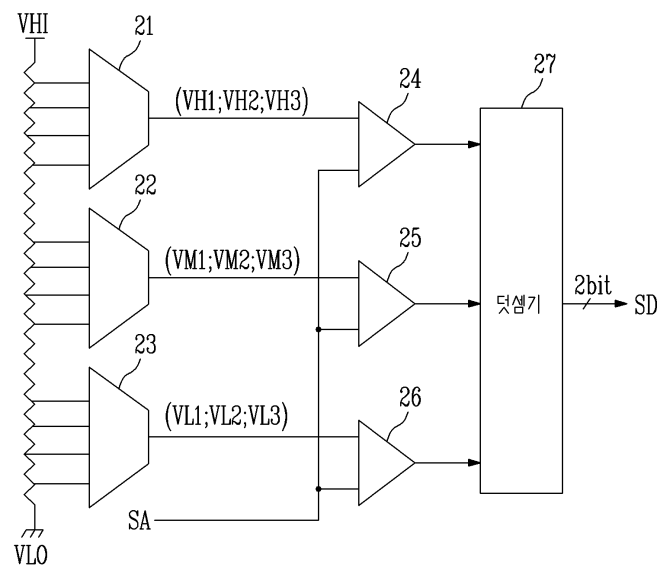 VHI
21
(VH1;VH2;VH3)
24
27
22
(VM1;VM2;VM3)
25
덧셈기
2bit
SD
23
(VL1;VL2;VL3)
26
SA
VLO